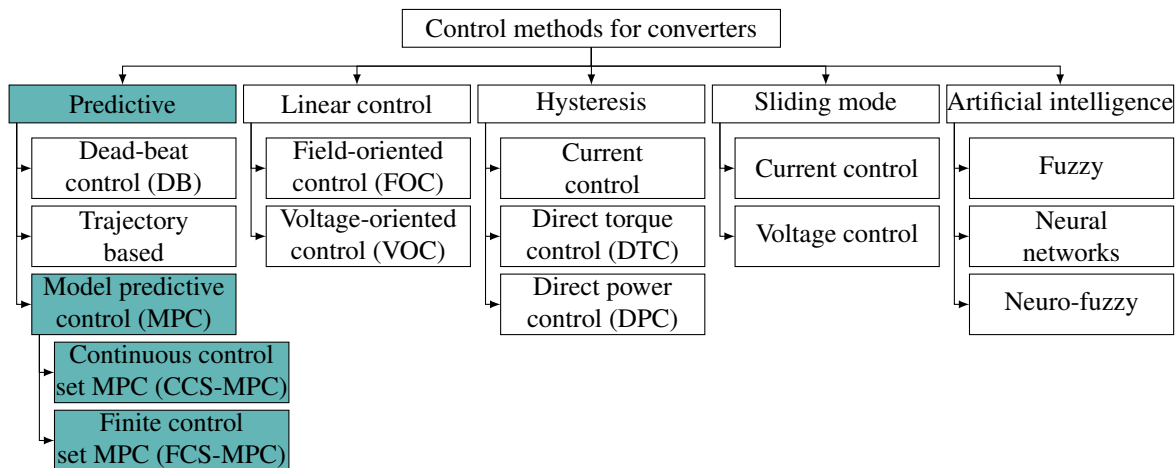 Control methods for converters
Predictive
Linear control
Hysteresis
Sliding mode
Artificial intelligence
Dead-beat
control (DB)
Trajectory
based
Model predictive
control (MPC)
Continuous control
set MPC (CCS-MPC)
Finite control
set MPC (FCS-MPC)
Field-oriented
control (FOC)
Voltage-oriented
control (VOC)
Current
control
Direct torque
control (DTC)
Direct power
control (DPC)
Current control
Voltage control
Fuzzy
Neural
networks
Neuro-fuzzy